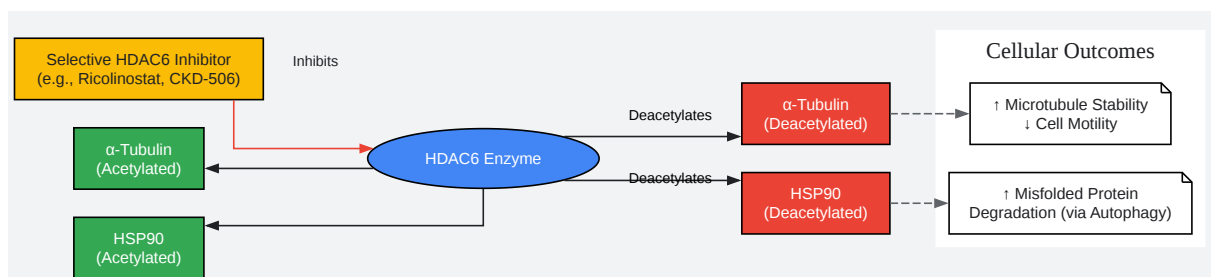 Selective HDAC6 Inhibitor
(e.g., Ricolinostat, CKD-506)
Inhibits
α-Tubulin
(Acetylated)
HSP90
(Acetylated)
HDAC6 Enzyme
Deacetylates
Deacetylates
α-Tubulin
(Deacetylated)
HSP90
(Deacetylated)
Cellular Outcomes
↑ Microtubule Stability
↓ Cell Motility
↑ Misfolded Protein
Degradation (via Autophagy)